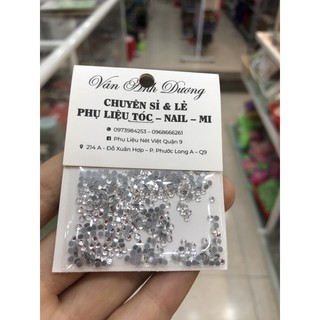 Vân Anh Dương
CHUYÊN SỈ & LẺ
PHỤ LIỆU TÓC – NAIL – MI
0973984253 – 0968666261
Phụ Liệu Nét Việt Quận 9
214 A - Đỗ Xuân Hợp – P. Phước Long A – Q9